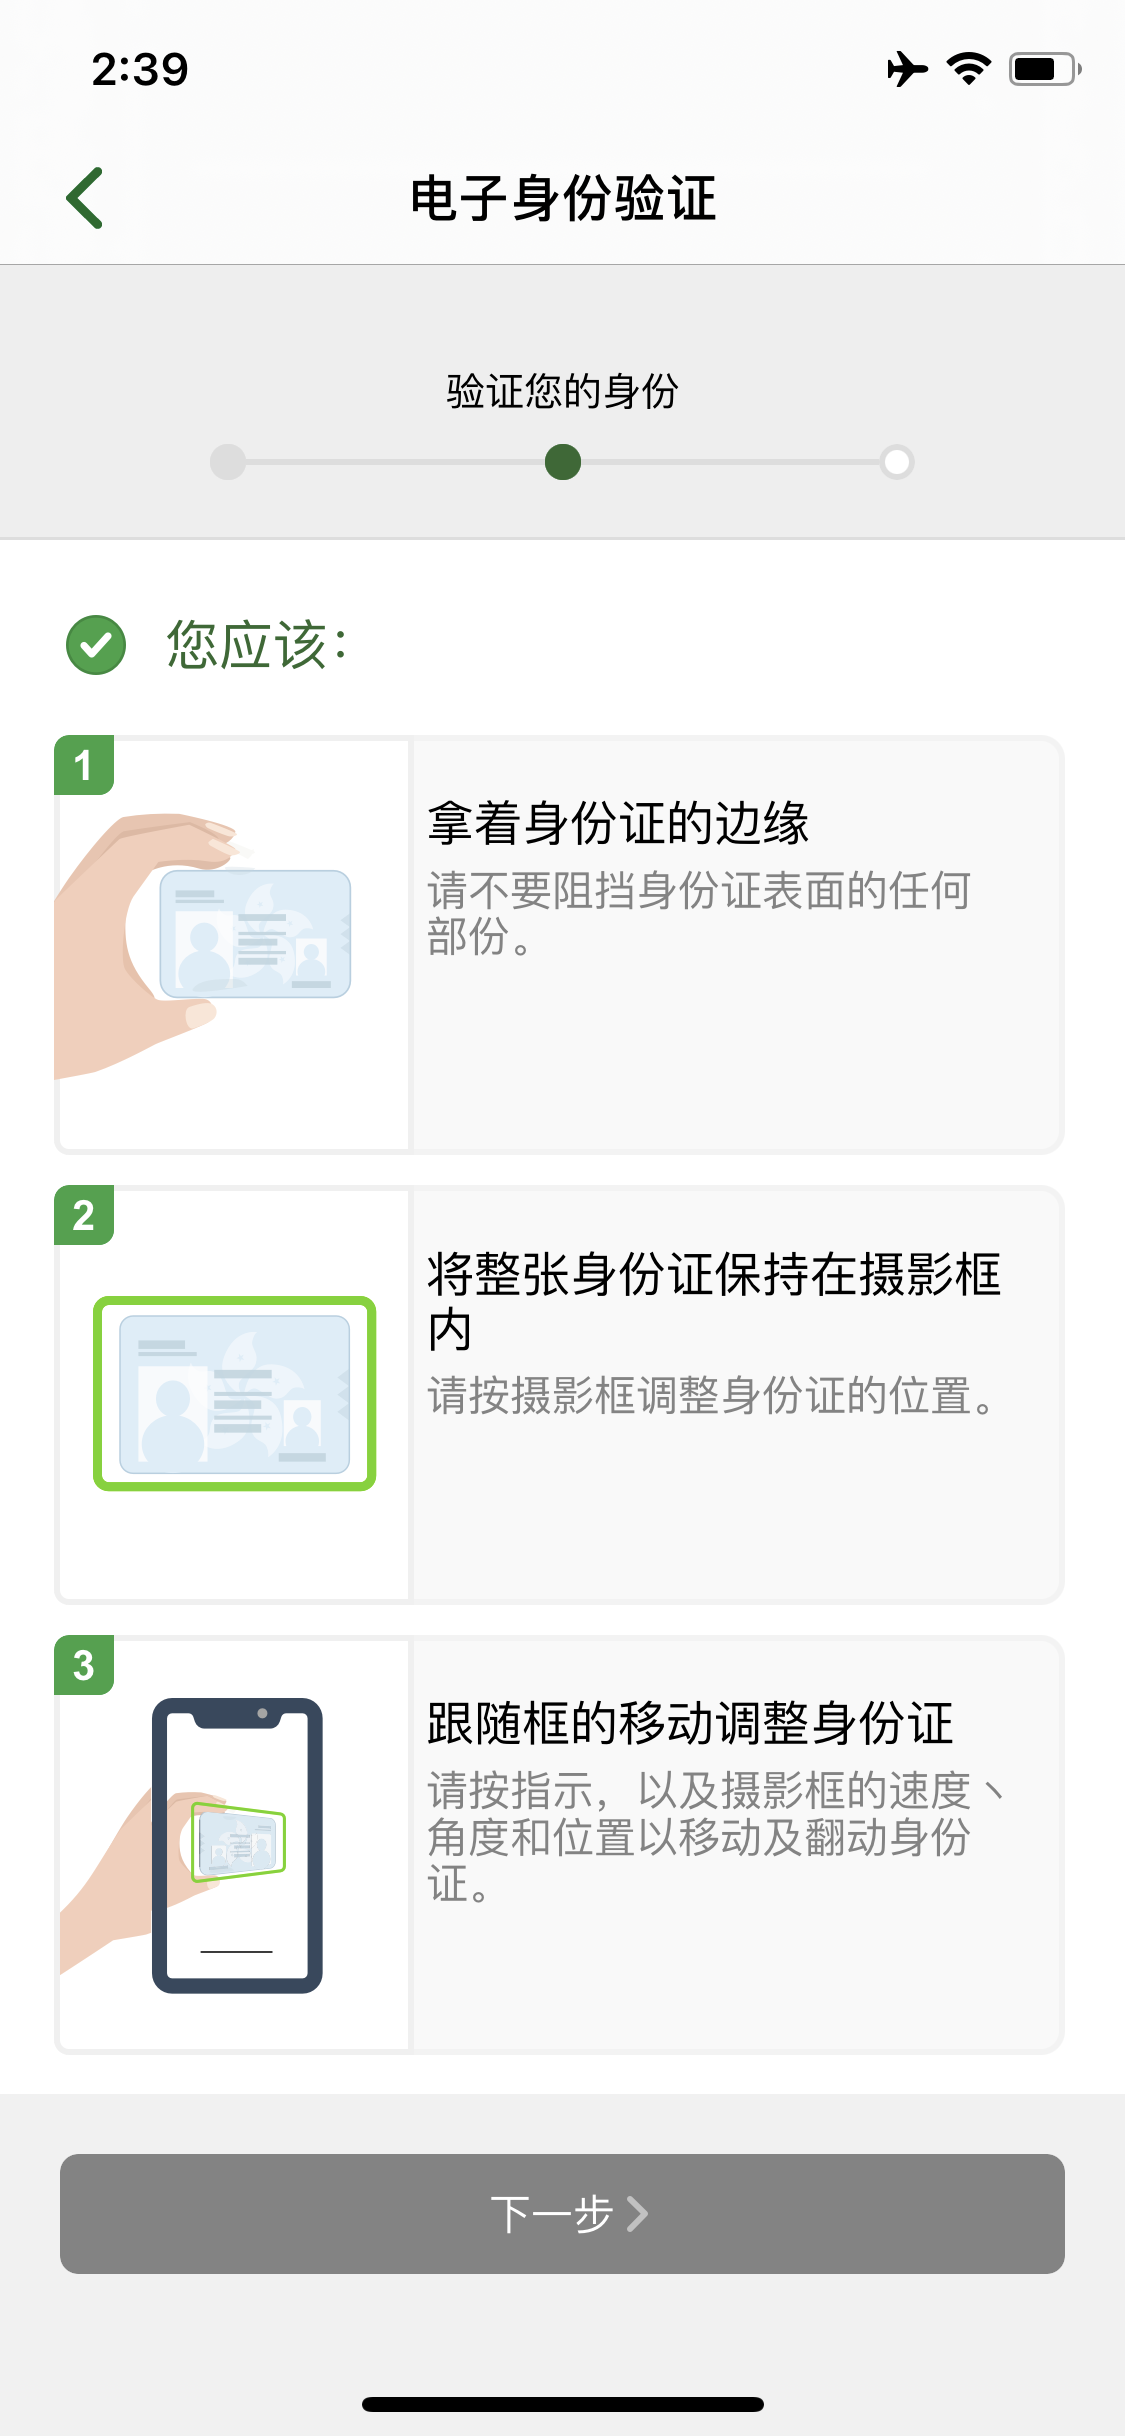 2:39
电子身份验证
验证您的身份
您应该：
1
拿着身份证的边缘
请不要阻挡身份证表面的任何
部份。
2
将整张身份证保持在摄影框
内
请按摄影框调整身份证的位置。
3
跟随框的移动调整身份证
请按指示，以及摄影框的速度、
角度和位置以移动及翻动身份
证。
下一步